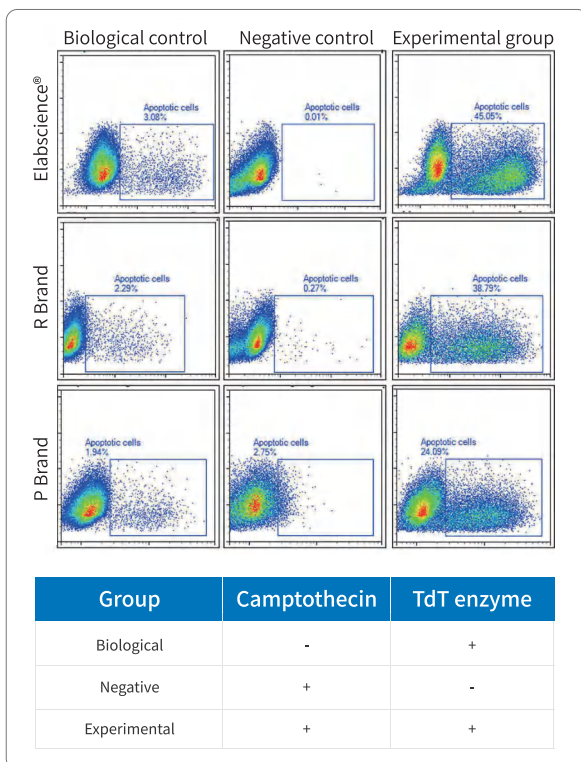 Biological control Negative control Experimental group
Elabscience®
Apoptotic cells
3.08%
Apoptotic cells
0.01%
Apoptotic cells
45.05%
R Brand
Apoptotic cells
2.29%
Apoptotic cells
0.27%
Apoptotic cells
38.79%
P Brand
Apoptotic cells
1.94%
Apoptotic cells
2.75%
Apoptotic cells
24.09%
Group Camptothecin TdT enzyme
Biological - +
Negative + -
Experimental + +